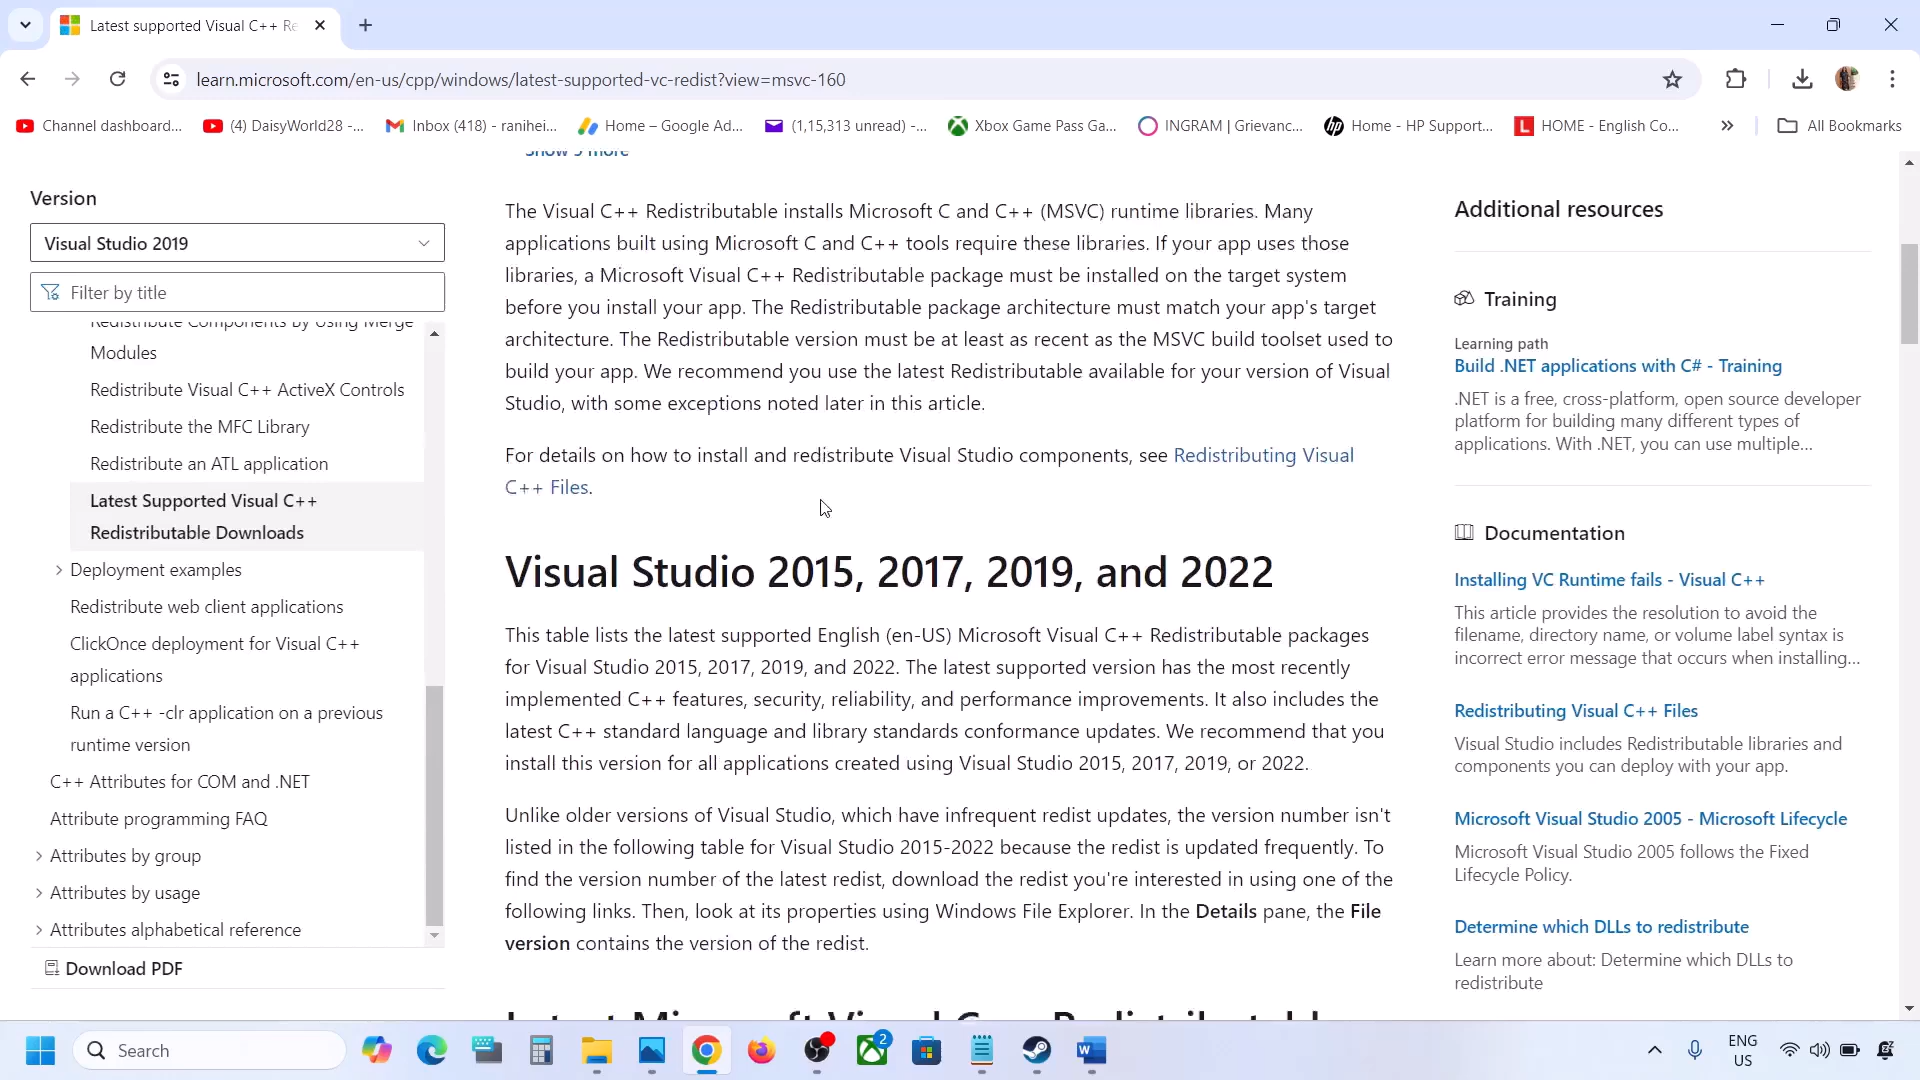 Latest supported Visual C++ Re
learn.microsoft.com/en-us/cpp/windows/latest-supported-vc-redist?view=msvc-160
Channel dashboard...
(4) DaisyWorld28 -...
Inbox (418) - ranihei...
Home – Google Ad...
(1,15,313 unread) -...
Xbox Game Pass Ga...
INGRAM | Grievanc...
Home - HP Support...
HOME - English Co...
All Bookmarks
Show 5 more
Version
Visual Studio 2019
Filter by title
Redistribute Components By Using Merge
Modules
Redistribute Visual C++ ActiveX Controls
Redistribute the MFC Library
Redistribute an ATL application
Latest Supported Visual C++
Redistributable Downloads
Deployment examples
Redistribute web client applications
ClickOnce deployment for Visual C++
applications
Run a C++ -clr application on a previous
runtime version
C++ Attributes for COM and .NET
Attribute programming FAQ
Attributes by group
Attributes by usage
Attributes alphabetical reference
Download PDF
The Visual C++ Redistributable installs Microsoft C and C++ (MSVC) runtime libraries. Many
applications built using Microsoft C and C++ tools require these libraries. If your app uses those
libraries, a Microsoft Visual C++ Redistributable package must be installed on the target system
before you install your app. The Redistributable package architecture must match your app's target
architecture. The Redistributable version must be at least as recent as the MSVC build toolset used to
build your app. We recommend you use the latest Redistributable available for your version of Visual
Studio, with some exceptions noted later in this article.
For details on how to install and redistribute Visual Studio components, see Redistributing Visual
C++ Files.
Visual Studio 2015, 2017, 2019, and 2022
This table lists the latest supported English (en-US) Microsoft Visual C++ Redistributable packages
for Visual Studio 2015, 2017, 2019, and 2022. The latest supported version has the most recently
implemented C++ features, security, reliability, and performance improvements. It also includes the
latest C++ standard language and library standards conformance updates. We recommend that you
install this version for all applications created using Visual Studio 2015, 2017, 2019, or 2022.
Unlike older versions of Visual Studio, which have infrequent redist updates, the version number isn't
listed in the following table for Visual Studio 2015-2022 because the redist is updated frequently. To
find the version number of the latest redist, download the redist you're interested in using one of the
following links. Then, look at its properties using Windows File Explorer. In the Details pane, the File
version contains the version of the redist.
Latest Microsoft Visual C++ Redistributable
Additional resources
Training
Learning path
Build .NET applications with C# - Training
.NET is a free, cross-platform, open source developer
platform for building many different types of
applications. With .NET, you can use multiple...
Documentation
Installing VC Runtime fails - Visual C++
This article provides the resolution to avoid the
filename, directory name, or volume label syntax is
incorrect error message that occurs when installing...
Redistributing Visual C++ Files
Visual Studio includes Redistributable libraries and
components you can deploy with your app.
Microsoft Visual Studio 2005 - Microsoft Lifecycle
Microsoft Visual Studio 2005 follows the Fixed
Lifecycle Policy.
Determine which DLLs to redistribute
Learn more about: Determine which DLLs to
redistribute
Search
2
ENG
US